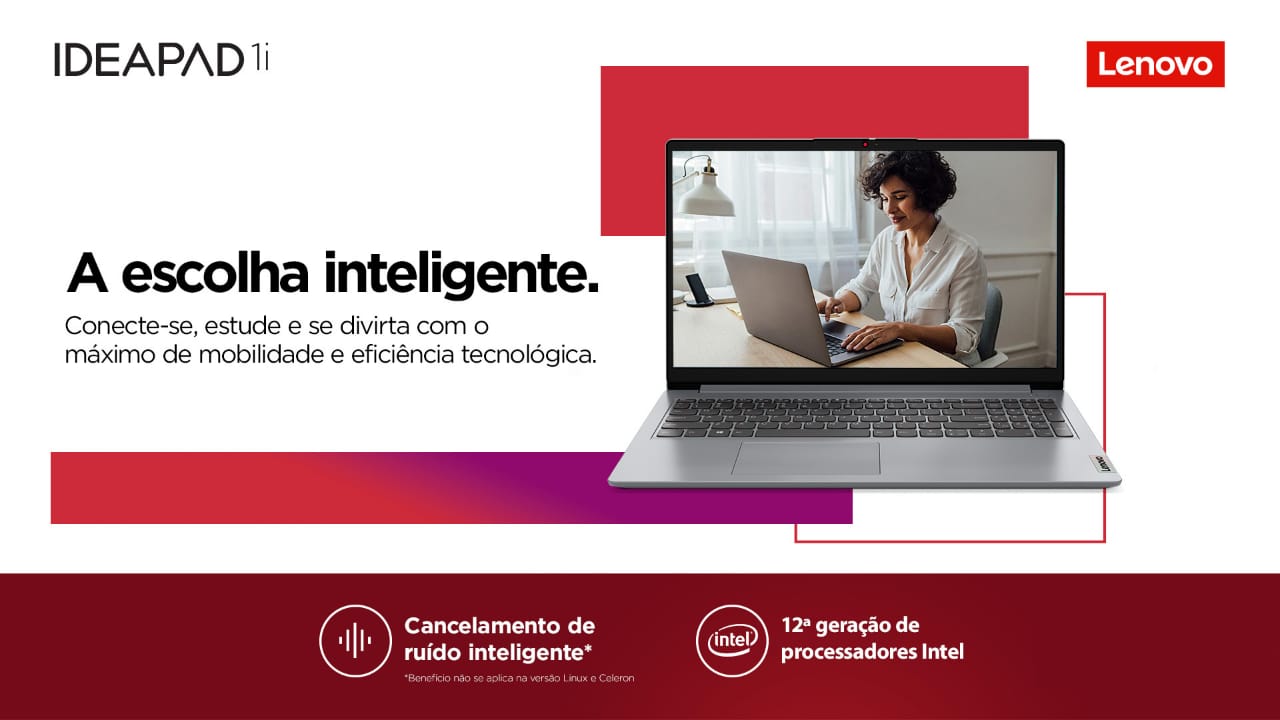 IDEAPAD 1i
Lenovo
A escolha inteligente.
Conecte-se, estude e se divirta com o
máximo de mobilidade e eficiência tecnológica.
Lenovo
Cancelamento de
ruído inteligente*
*Benefício não se aplica na versão Linux e Celeron
intel
12ª geração de
processadores Intel